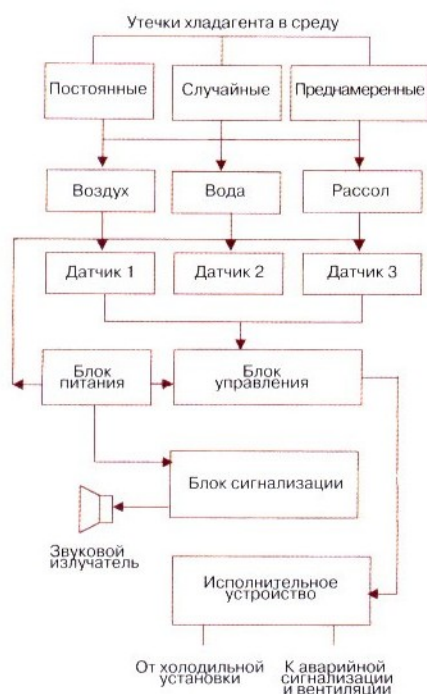 Утечки хладагента в среду
Постоянные
Случайные
Преднамеренные
Воздух
Вода
Рассол
Датчик 1
Датчик 2
Датчик 3
Блок
питания
Блок
управления
Блок сигнализации
Звуковой
излучатель
Исполнительное
устройство
От холодильной
установки
К аварийной
сигнализации
и вентиляции